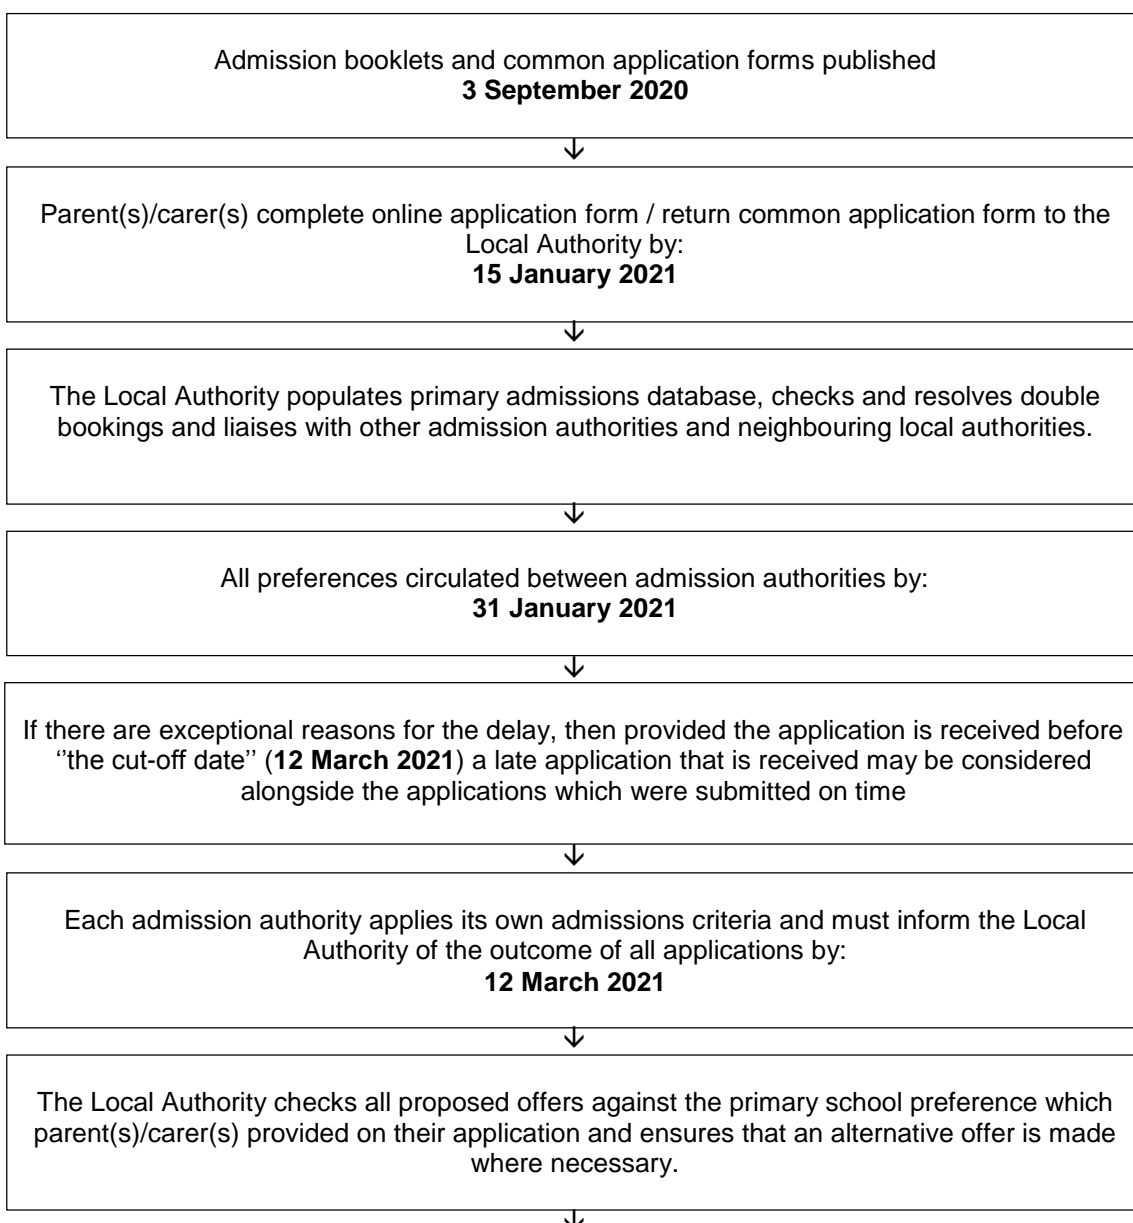 Admission booklets and common application forms published
3 September 2020
Parent(s)/carer(s) complete online application form / return common application form to the
Local Authority by:
15 January 2021
The Local Authority populates primary admissions database, checks and resolves double
bookings and liaises with other admission authorities and neighbouring local authorities.
All preferences circulated between admission authorities by:
31 January 2021
If there are exceptional reasons for the delay, then provided the application is received before
‘’the cut-off date’’ (12 March 2021) a late application that is received may be considered
alongside the applications which were submitted on time
Each admission authority applies its own admissions criteria and must inform the Local
Authority of the outcome of all applications by:
12 March 2021
The Local Authority checks all proposed offers against the primary school preference which
parent(s)/carer(s) provided on their application and ensures that an alternative offer is made
where necessary.